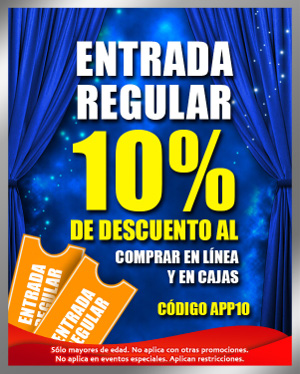 ENTRADA
REGULAR
10%
DE DESCUENTO AL
COMPRAR EN LÍNEA
Y EN CAJAS
CÓDIGO APP10
ENTRADA
REGULAR
ENTRADA
REGULAR
Sólo mayores de edad. No aplica con otras promociones.
No aplica en eventos especiales. Aplican restricciones.